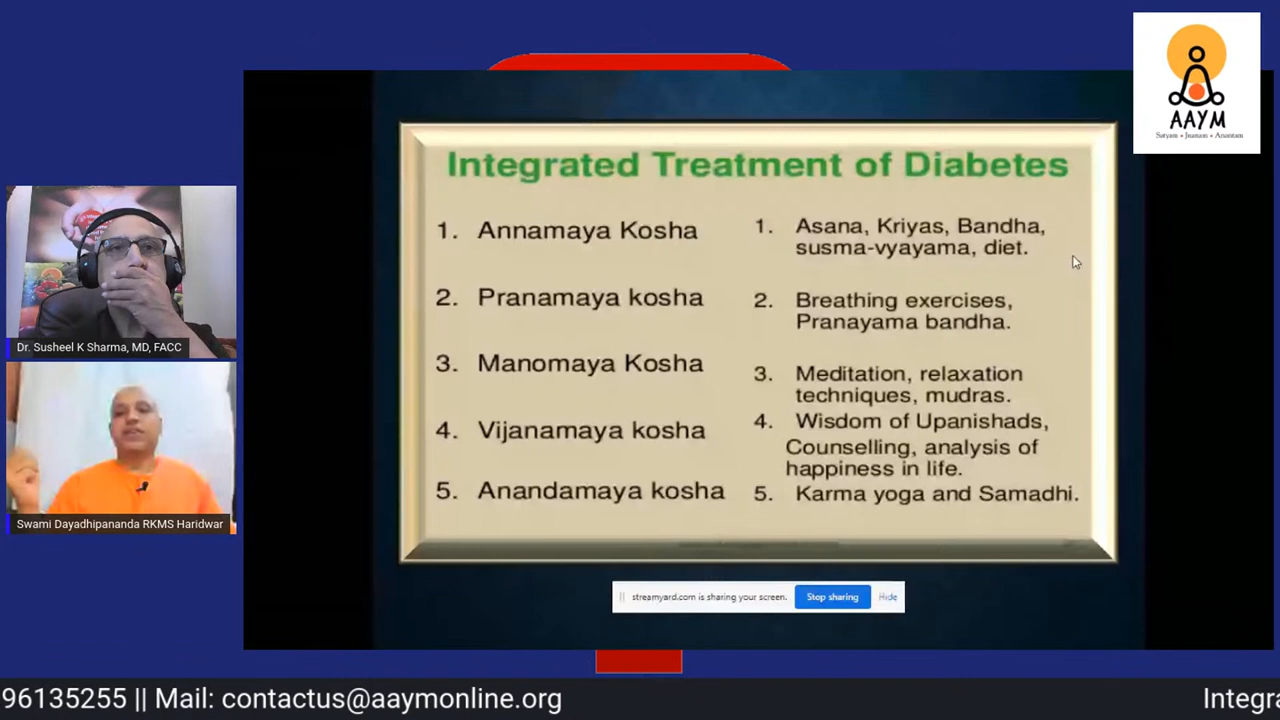 AAYM
Satyam • Jnanam • Anantam
Integrated Treatment of Diabetes
1. Annamaya Kosha
2. Pranamaya kosha
3. Manomaya Kosha
4. Vijanamaya kosha
5. Anandamaya kosha
1. Asana, Kriyas, Bandha,
susma-vyayama, diet.
2. Breathing exercises,
Pranayama bandha.
3. Meditation, relaxation
techniques, mudras.
4. Wisdom of Upanishads,
Counselling, analysis of
happiness in life.
5. Karma yoga and Samadhi.
Dr. Susheel K Sharma, MD, FACC
Swami Dayadhipananda RKMS Haridwar
streamyard.com is sharing your screen. Stop sharing Hide
96135255 || Mail: contactus@aaymonline.org Integra